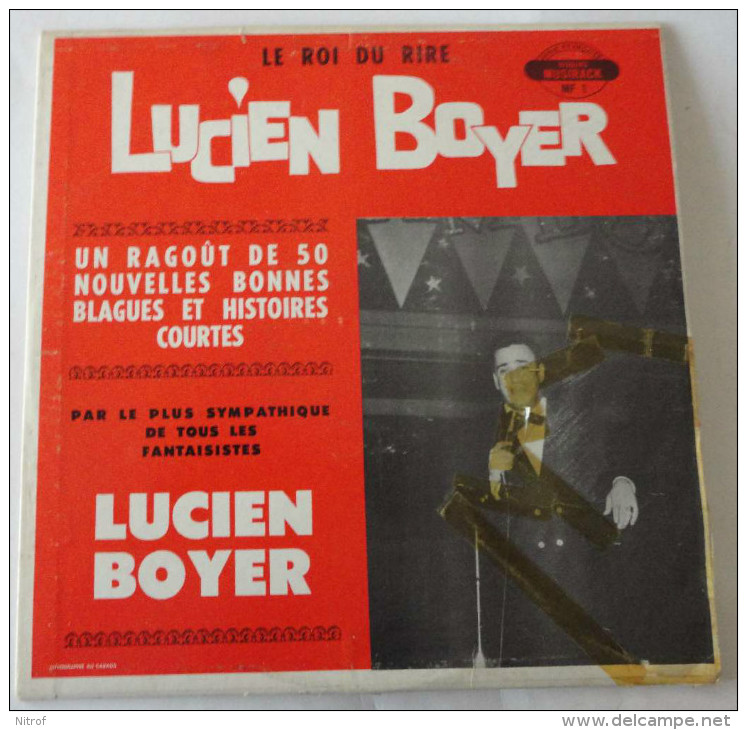 LE ROI DU RIRE
MUSIRACK
MF 1
LUCIEN BOYER
UN RAGOÛT DE 50
NOUVELLES BONNES
BLAGUES ET HISTOIRES
COURTES
PAR LE PLUS SYMPATHIQUE
DE TOUS LES
FANTAISISTES
LUCIEN
BOYER
Nitrof
www.delcampe.net